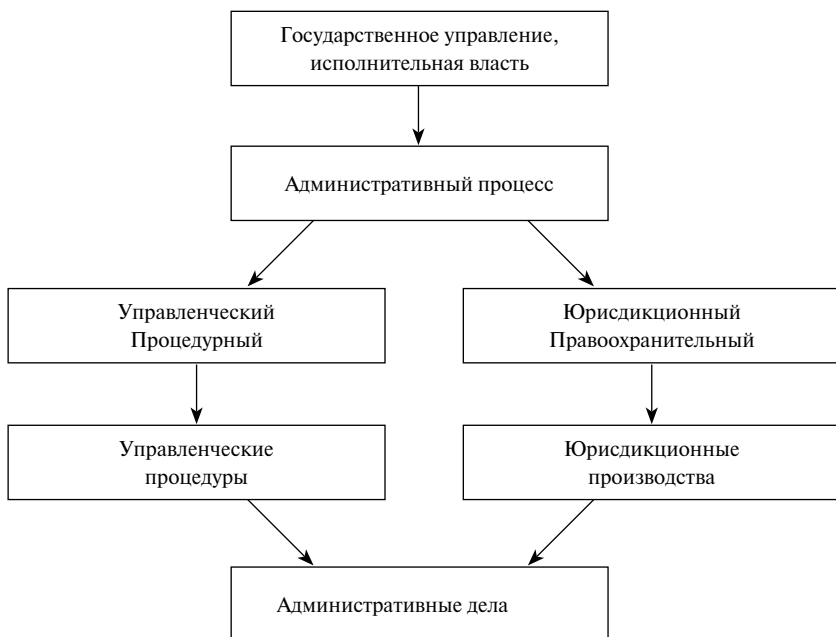 Государственное управление,
исполнительная власть
Административный процесс
Управленческий
Процедурный
Юрисдикционный
Правоохранительный
Управленческие
процедуры
Юрисдикционные
производства
Административные дела